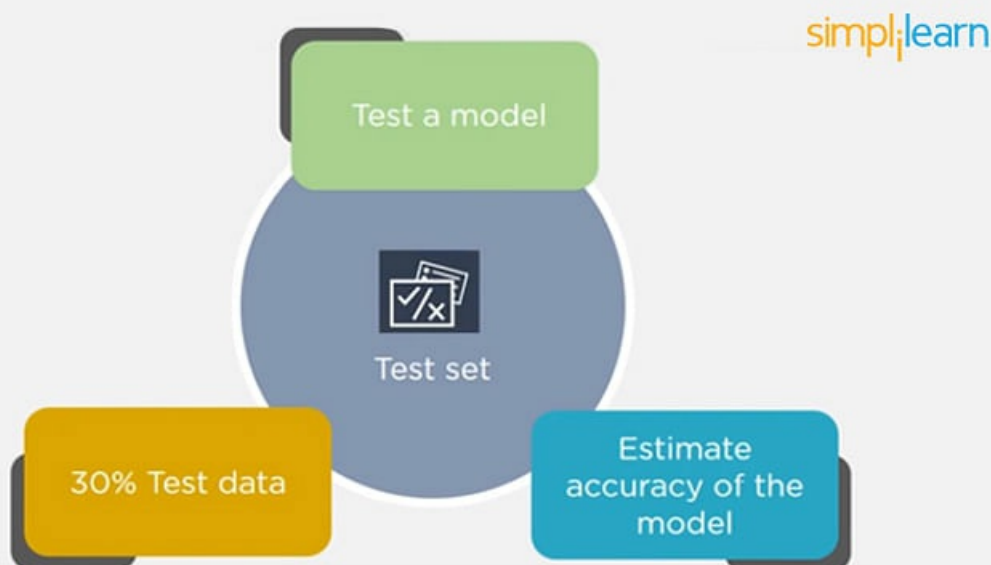 simplilearn
Test a model
Test set
30% Test data
Estimate
accuracy of the
model